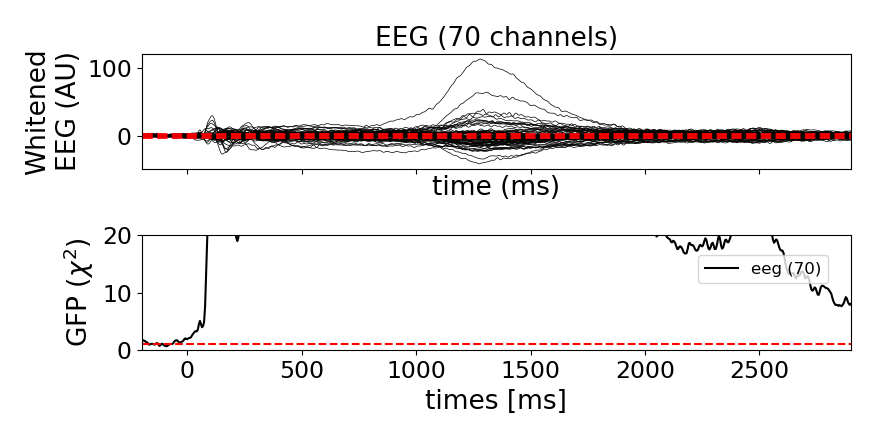 EEG (70 channels)
Whitened
EEG (AU)
100
0
time (ms)
GFP (χ²)
20
10
0
eeg (70)
0 500 1000 1500 2000 2500
times [ms]